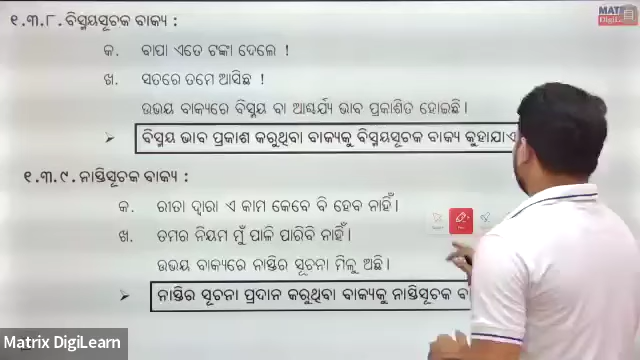 MATRIX
DigiLearn
୧.୩.୮. ବିସ୍ମୟସୂଚକ ବାକ୍ୟ :
କ. ବାପା ଏତେ ଟଙ୍କା ଦେଲେ !
ଖ. ସତରେ ତମେ ଆସିଛ !
ଉଭୟ ବାକ୍ୟରେ ବିସ୍ମୟ ବା ଆଶ୍ଚର୍ଯ୍ୟ ଭାବ ପ୍ରକାଶିତ ହୋଇଛି।
➢ ବିସ୍ମୟ ଭାବ ପ୍ରକାଶ କରୁଥିବା ବାକ୍ୟକୁ ବିସ୍ମୟସୂଚକ ବାକ୍ୟ କୁହାଯାଏ
୧.୩.୯. ନାସ୍ତିସୂଚକ ବାକ୍ୟ :
କ. ରୀତା ଦ୍ୱାରା ଏ କାମ କେବେ ବି ହେବ ନାହିଁ।
ଖ. ତମର ନିୟମ ମୁଁ ପାଳି ପାରିବି ନାହିଁ।
ଉଭୟ ବାକ୍ୟରେ ନାସ୍ତିର ସୂଚନା ମିଳୁ ଅଛି।
➢ ନାସ୍ତିର ସୂଚନା ପ୍ରଦାନ କରୁଥିବା ବାକ୍ୟକୁ ନାସ୍ତିସୂଚକ
Matrix DigiLearn